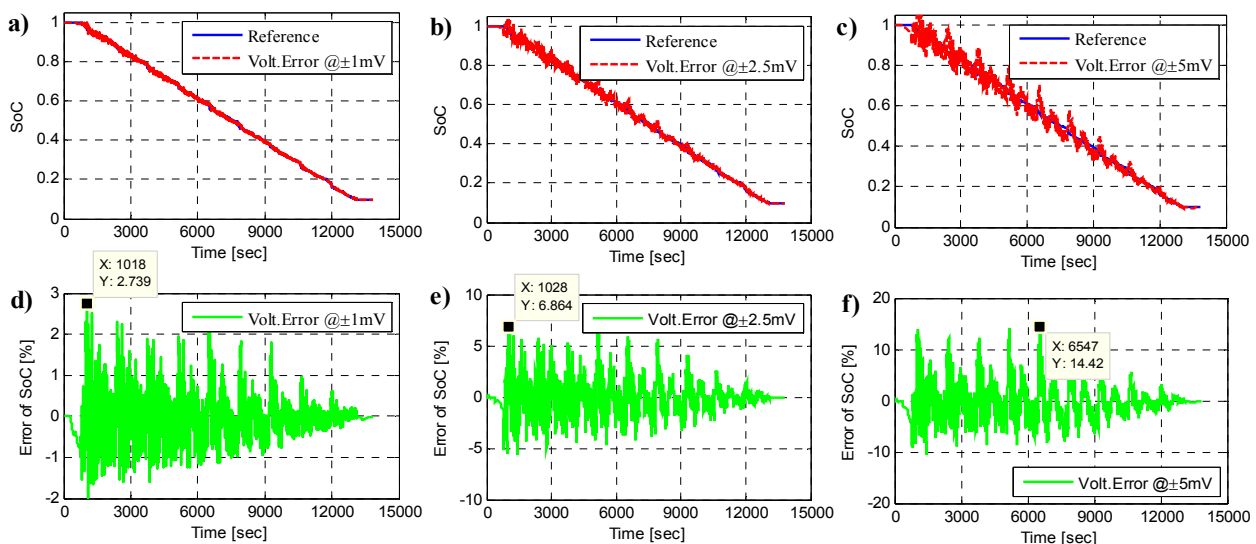 a)
1
0.8
0.6
0.4
0.2
0
SoC
Reference
Volt.Error @±1mV
0 3000 6000 9000 12000 15000
Time [sec]
b)
1
0.8
0.6
0.4
0.2
0
SoC
Reference
Volt.Error @±2.5mV
0 3000 6000 9000 12000 15000
Time [sec]
c)
1
0.8
0.6
0.4
0.2
0
SoC
Reference
Volt.Error @±5mV
0 3000 6000 9000 12000 15000
Time [sec]
d)
X: 1018
Y: 2.739
3
2
1
0
-1
-2
Error of SoC [%]
Volt.Error @±1mV
0 3000 6000 9000 12000 15000
Time [sec]
e)
X: 1028
Y: 6.864
10
5
0
-5
-10
Error of SoC [%]
Volt.Error @±2.5mV
0 3000 6000 9000 12000 15000
Time [sec]
f)
20
10
0
-10
-20
Error of SoC [%]
X: 6547
Y: 14.42
Volt.Error @±5mV
0 3000 6000 9000 12000 15000
Time [sec]